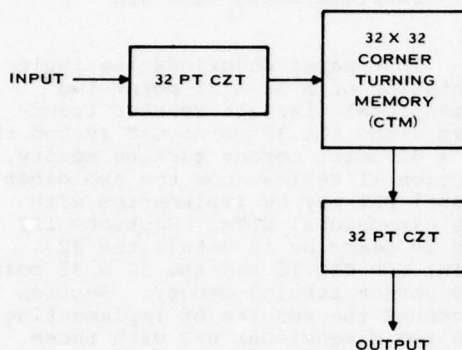 INPUT
32 PT CZT
32 X 32
CORNER
TURNING
MEMORY
(CTM)
32 PT CZT
OUTPUT